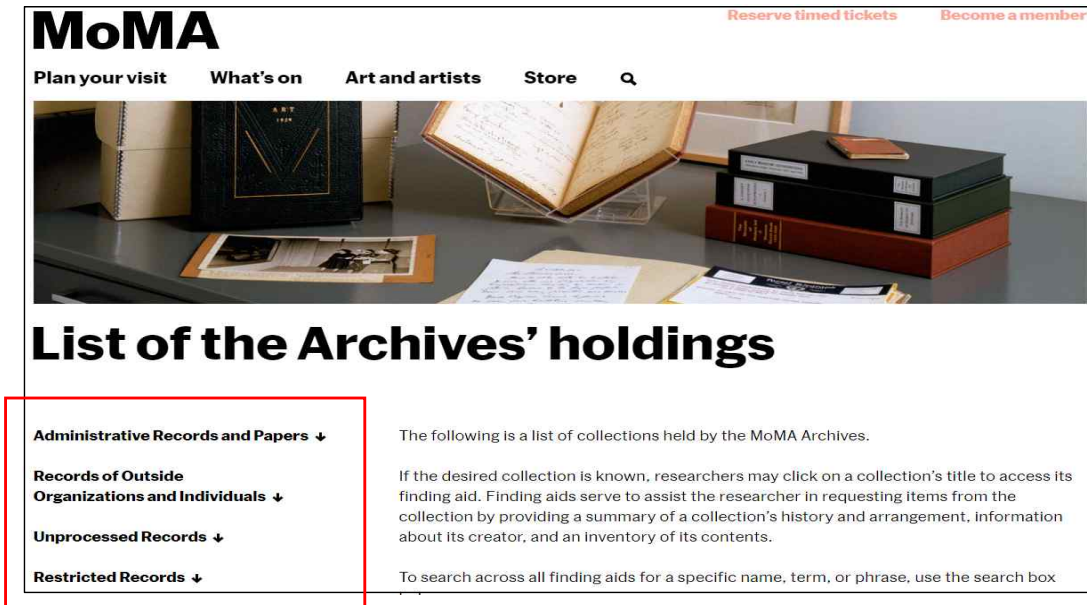 MoMA
Reserve timed tickets Become a member
Plan your visit What's on Art and artists Store
ART
1929
List of the Archives' holdings
Administrative Records and Papers ↓
Records of Outside
Organizations and Individuals ↓
Unprocessed Records ↓
Restricted Records ↓
The following is a list of collections held by the MoMA Archives.
If the desired collection is known, researchers may click on a collection's title to access its
finding aid. Finding aids serve to assist the researcher in requesting items from the
collection by providing a summary of a collection's history and arrangement, information
about its creator, and an inventory of its contents.
To search across all finding aids for a specific name, term, or phrase, use the search box